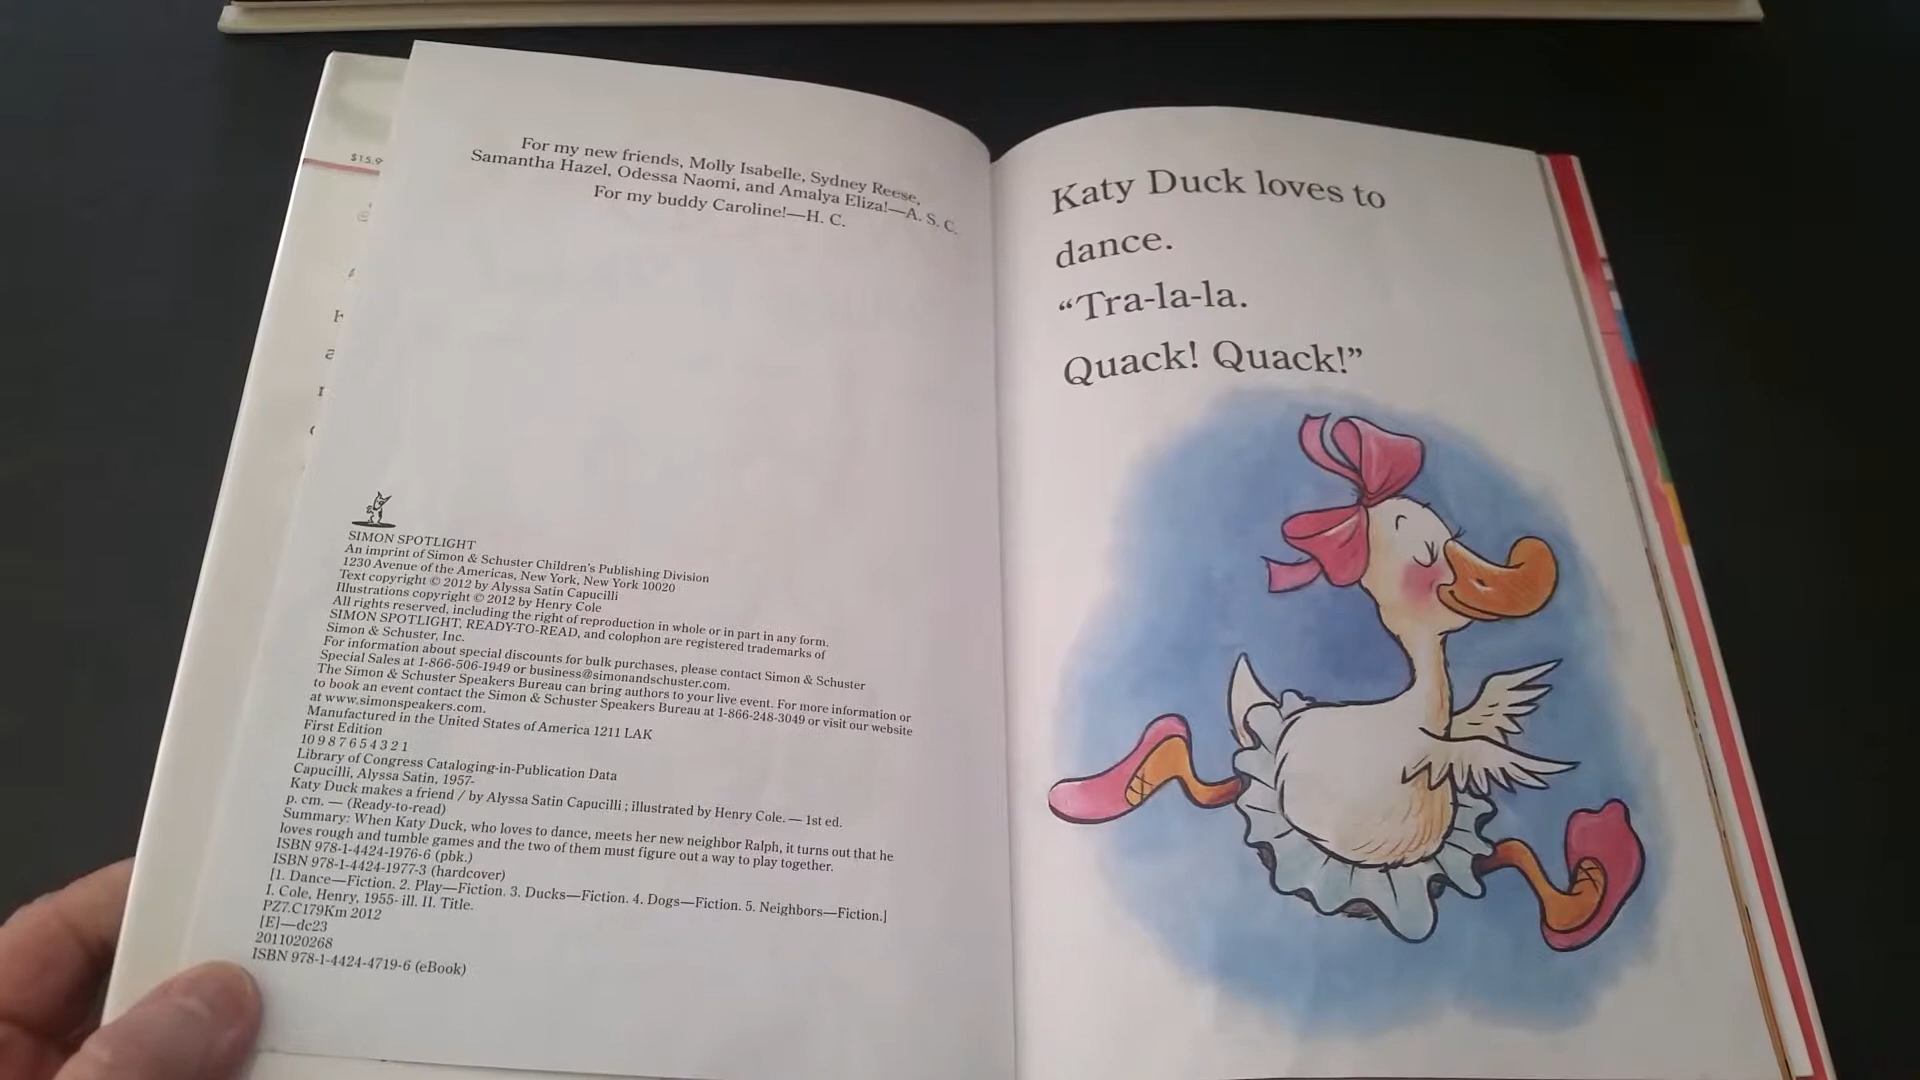 $15.9
For my new friends, Molly Isabelle, Sydney Reese,
Samantha Hazel, Odessa Naomi, and Amalya Eliza!—A. S. C.
For my buddy Caroline!—H. C.
SIMON SPOTLIGHT
An imprint of Simon & Schuster Children's Publishing Division
1230 Avenue of the Americas, New York, New York 10020
Text copyright © 2012 by Alyssa Satin Capucilli
Illustrations copyright © 2012 by Henry Cole
All rights reserved, including the right of reproduction in whole or in part in any form.
SIMON SPOTLIGHT, READY-TO-READ, and colophon are registered trademarks of
Simon & Schuster, Inc.
For information about special discounts for bulk purchases, please contact Simon & Schuster
Special Sales at 1-866-506-1949 or business@simonandschuster.com.
The Simon & Schuster Speakers Bureau can bring authors to your live event. For more information or
to book an event contact the Simon & Schuster Speakers Bureau at 1-866-248-3049 or visit our website
at www.simonspeakers.com.
Manufactured in the United States of America 1211 LAK
First Edition
10 9 8 7 6 5 4 3 2 1
Library of Congress Cataloging-in-Publication Data
Capucilli, Alyssa Satin, 1957-
Katy Duck makes a friend / by Alyssa Satin Capucilli ; illustrated by Henry Cole. — 1st ed.
p. cm. — (Ready-to-read)
Summary: When Katy Duck, who loves to dance, meets her new neighbor Ralph, it turns out that he
loves rough and tumble games and the two of them must figure out a way to play together.
ISBN 978-1-4424-1976-6 (pbk.)
ISBN 978-1-4424-1977-3 (hardcover)
[1. Dance—Fiction. 2. Play—Fiction. 3. Ducks—Fiction. 4. Dogs—Fiction. 5. Neighbors—Fiction.]
I. Cole, Henry, 1955- ill. II. Title.
PZ7.C179Km 2012
[E]—dc23
2011020268
ISBN 978-1-4424-4719-6 (eBook)
Katy Duck loves to
dance.
“Tra-la-la.
Quack! Quack!”